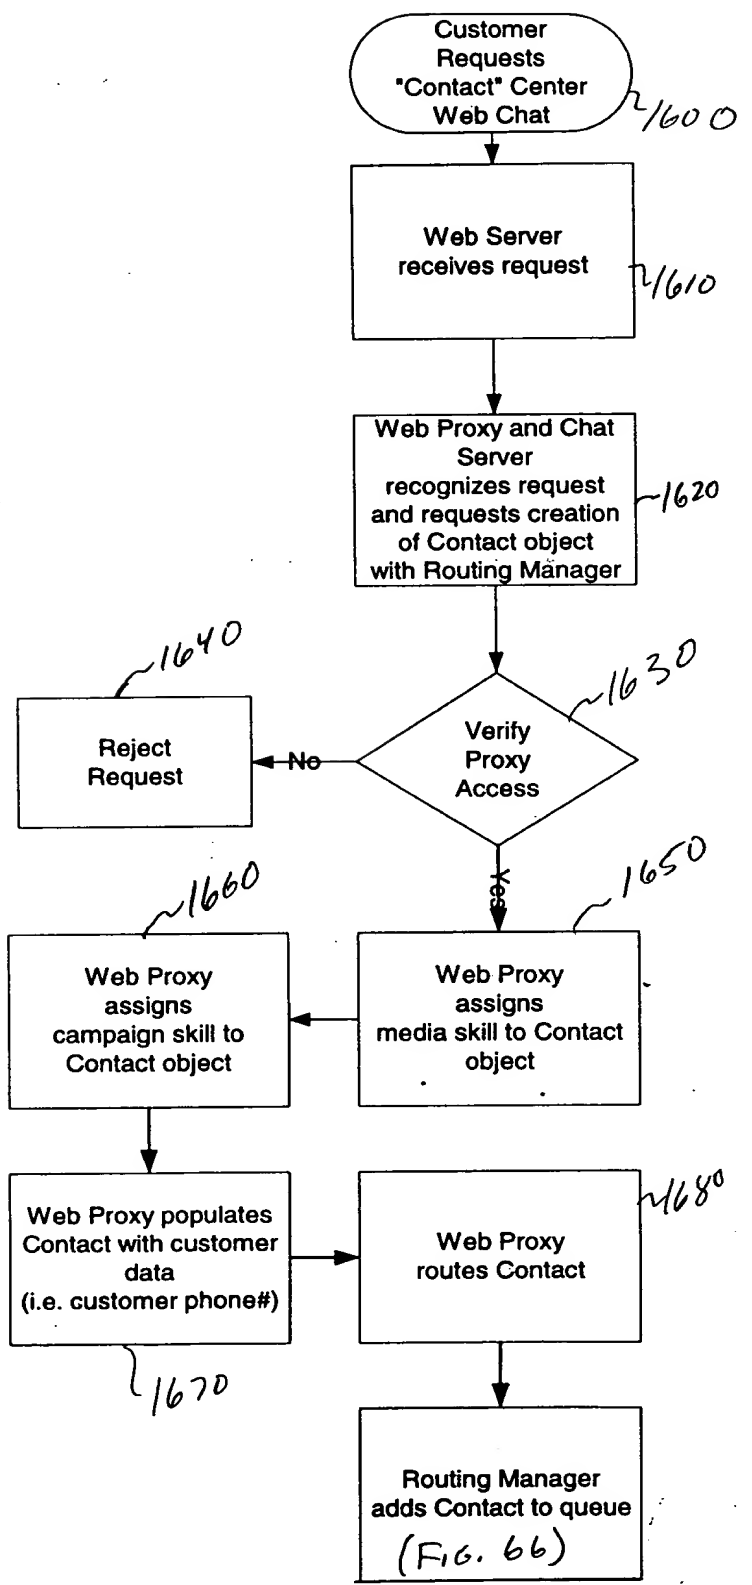 Customer
Requests
"Contact" Center
Web Chat
1600
Web Server
receives request
1610
Web Proxy and Chat
Server
recognizes request
and requests creation
of Contact object
with Routing Manager
1620
1640
1630
Reject
Request
No
Verify
Proxy
Access
Yes
1660
1650
Web Proxy
assigns
campaign skill to
Contact object
Web Proxy
assigns
media skill to Contact
object
Web Proxy populates
Contact with customer
data
(i.e. customer phone#)
1670
Web Proxy
routes Contact
1680
Routing Manager
adds Contact to queue
(FIG. 66)